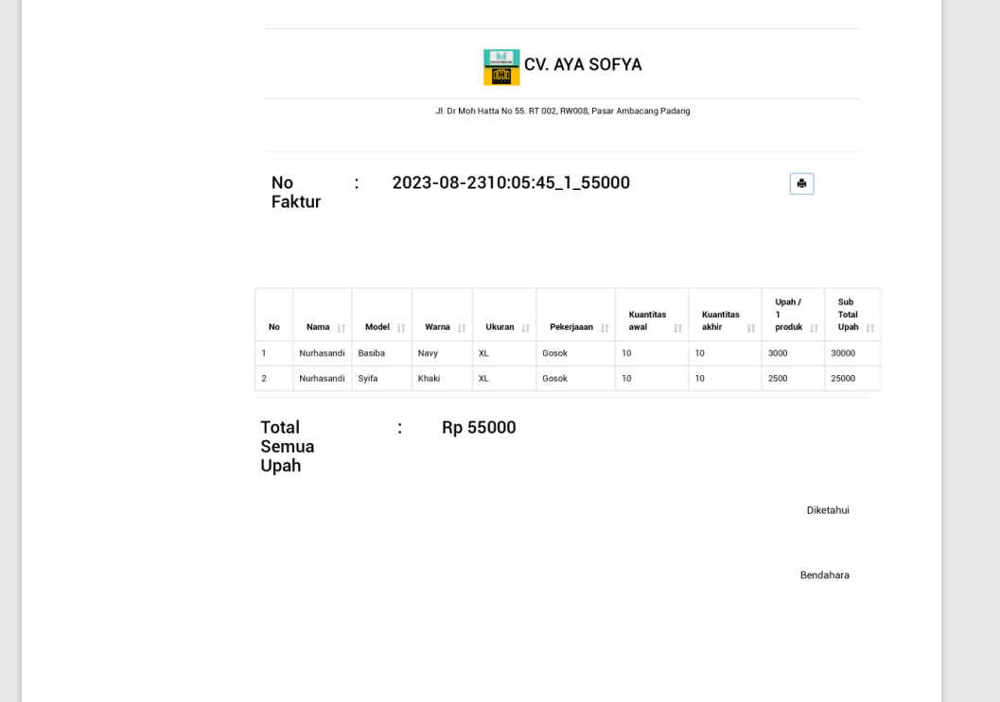 CV. AYA SOFYA
Jl. Dr Moh Hatta No 55. RT 002, RW008, Pasar Ambacang Padang
No Faktur : 2023-08-2310:05:45_1_55000
No Nama Model Warna Ukuran Pekerjaaan Kuantitas awal Kuantitas akhir Upah / 1 produk Sub Total Upah
1 Nurhasandi Basiba Navy XL Gosok 10 10 3000 30000
2 Nurhasandi Syifa Khaki XL Gosok 10 10 2500 25000
Total Semua Upah : Rp 55000
Diketahui
Bendahara